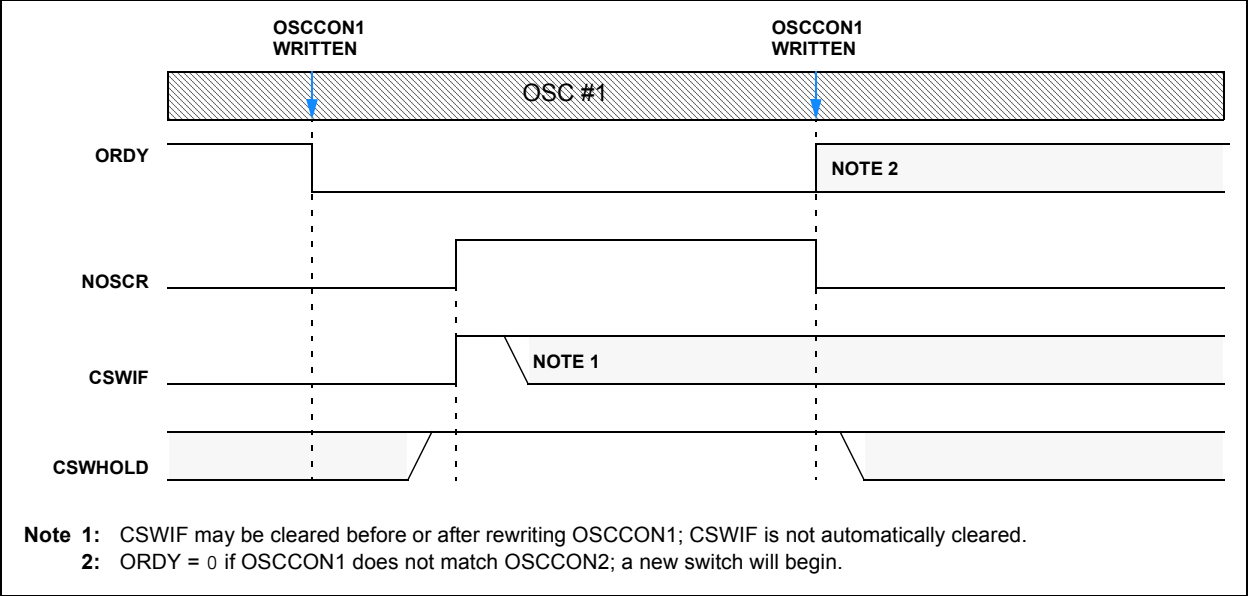 OSCCON1
WRITTEN
OSCCON1
WRITTEN
OSC #1
ORDY
NOTE 2
NOSCR
NOTE 1
CSWIF
CSWHOLD
Note 1: CSWIF may be cleared before or after rewriting OSCCON1; CSWIF is not automatically cleared.
2: ORDY = 0 if OSCCON1 does not match OSCCON2; a new switch will begin.